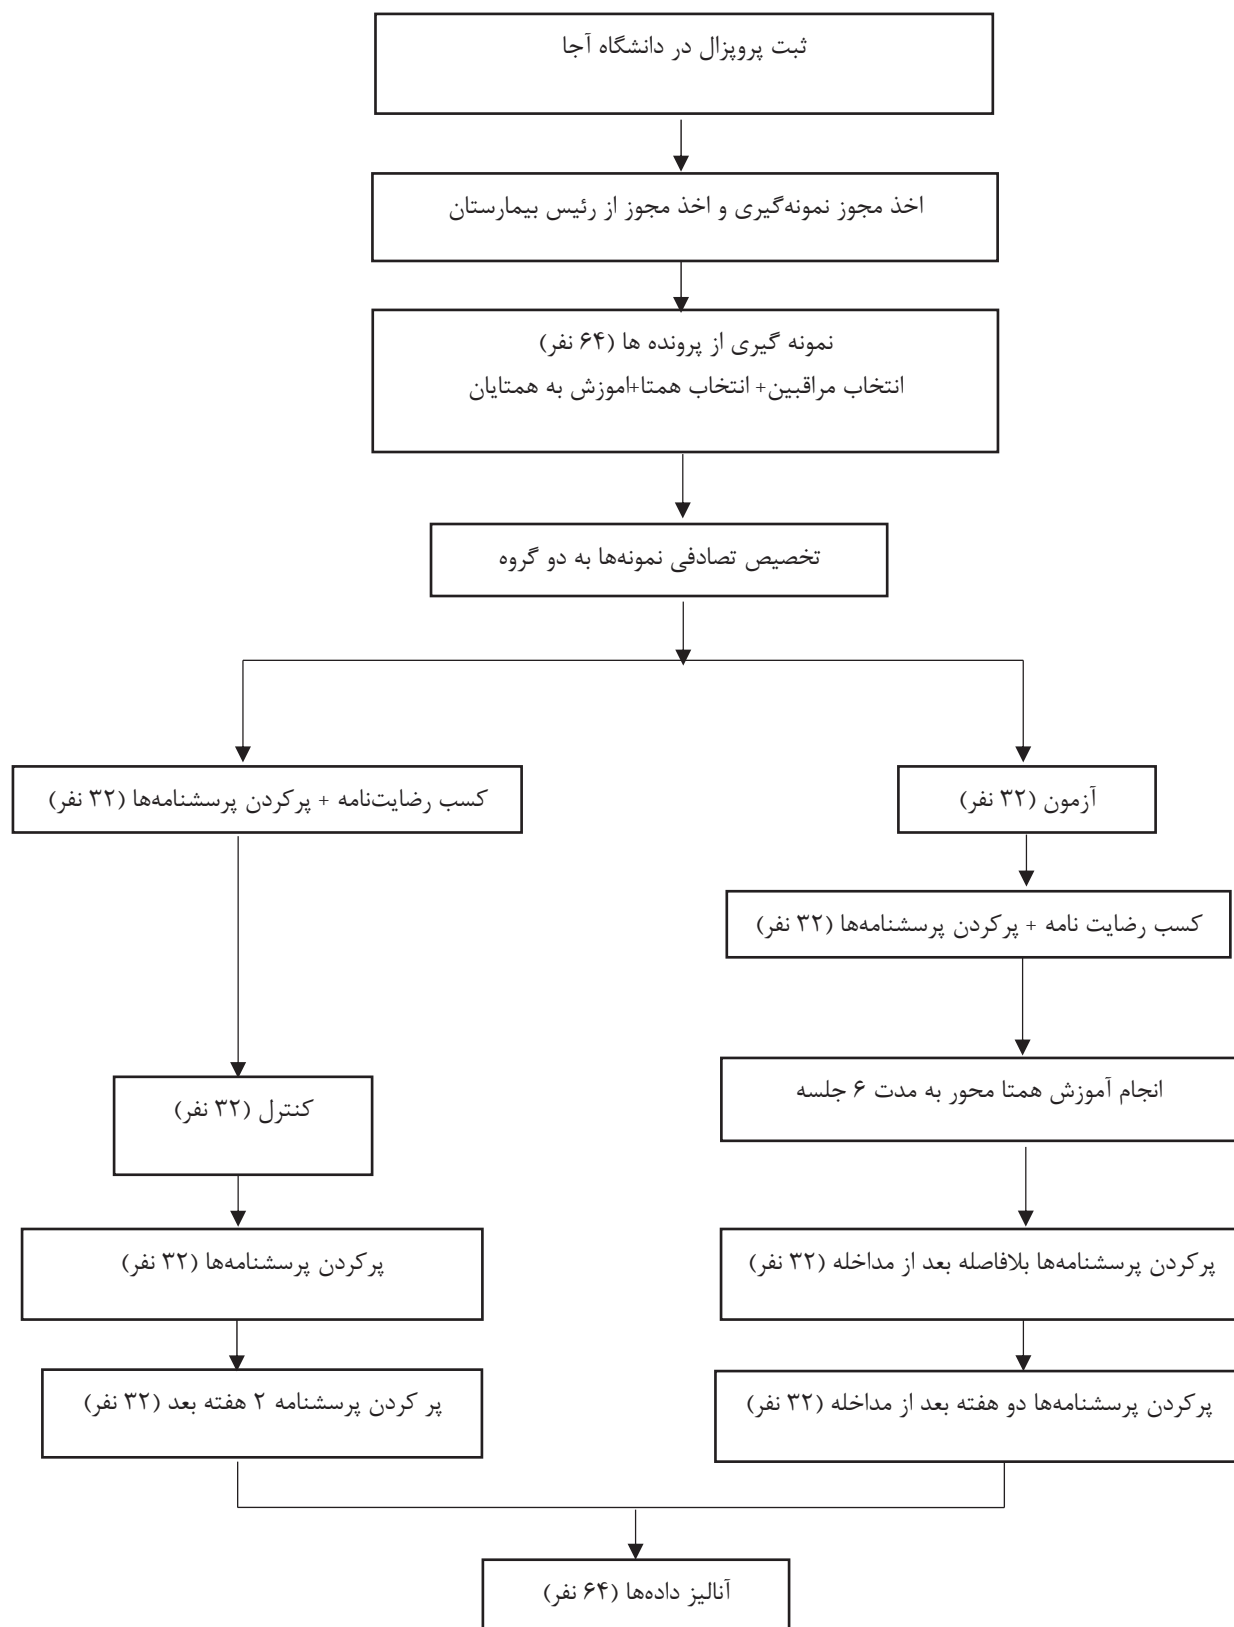 ثبت پروپزال در دانشگاه آجا
اخذ مجوز نمونه‌گیری و اخذ مجوز از رئیس بیمارستان
نمونه گیری از پرونده ها (۶۴ نفر)
انتخاب مراقبین+ انتخاب همتا+اموزش به همتایان
تخصیص تصادفی نمونه‌ها به دو گروه
آزمون (۳۲ نفر)
کسب رضایت نامه + پرکردن پرسشنامه‌ها (۳۲ نفر)
انجام آموزش همتا محور به مدت ۶ جلسه
پرکردن پرسشنامه‌ها بلافاصله بعد از مداخله (۳۲ نفر)
پرکردن پرسشنامه‌ها دو هفته بعد از مداخله (۳۲ نفر)
کسب رضایت‌نامه + پرکردن پرسشنامه‌ها (۳۲ نفر)
کنترل (۳۲ نفر)
پرکردن پرسشنامه‌ها (۳۲ نفر)
پر کردن پرسشنامه ۲ هفته بعد (۳۲ نفر)
آنالیز داده‌ها (۶۴ نفر)